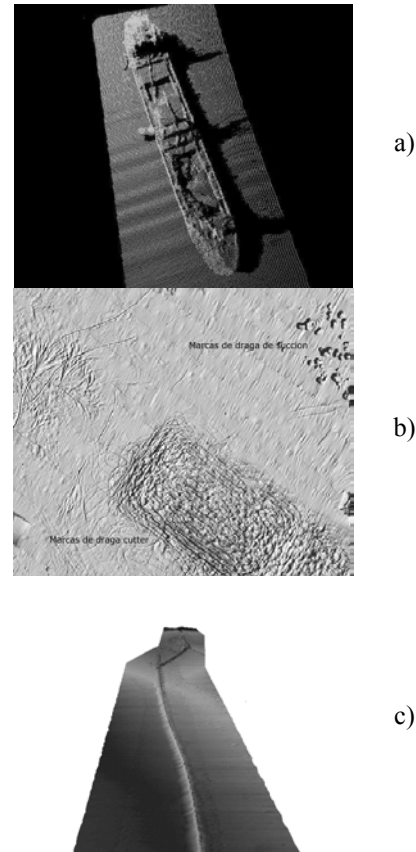 a)
Marcas de draga de succion
b)
Marcas de draga cutter
c)